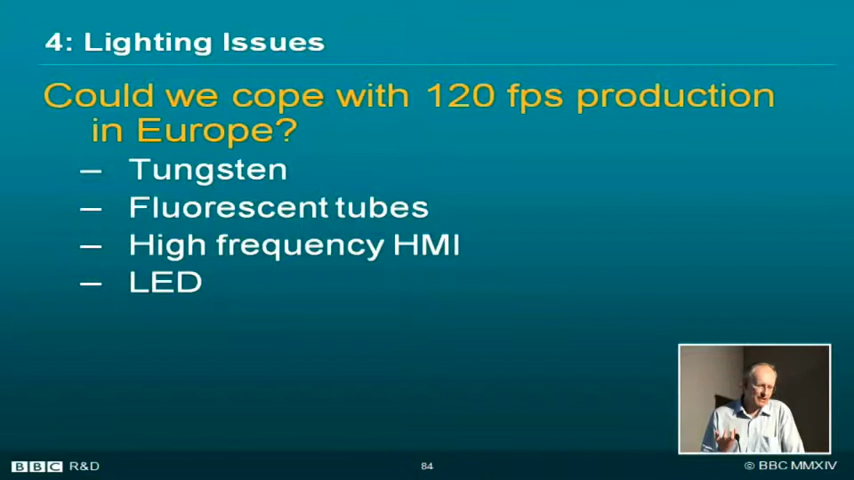 4: Lighting Issues
Could we cope with 120 fps production
in Europe?
– Tungsten
– Fluorescent tubes
– High frequency HMI
– LED
BBC R&D
84
© BBC MMXIV